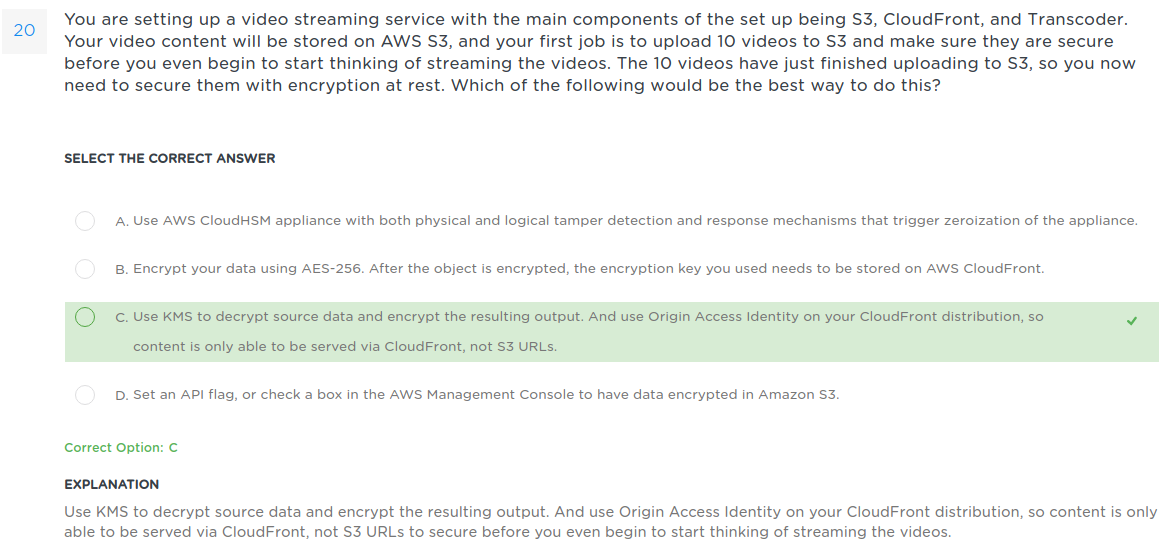 20
You are setting up a video streaming service with the main components of the set up being S3, CloudFront, and Transcoder.
Your video content will be stored on AWS S3, and your first job is to upload 10 videos to S3 and make sure they are secure
before you even begin to start thinking of streaming the videos. The 10 videos have just finished uploading to S3, so you now
need to secure them with encryption at rest. Which of the following would be the best way to do this?
SELECT THE CORRECT ANSWER
A. Use AWS CloudHSM appliance with both physical and logical tamper detection and response mechanisms that trigger zeroization of the appliance.
B. Encrypt your data using AES-256. After the object is encrypted, the encryption key you used needs to be stored on AWS CloudFront.
C. Use KMS to decrypt source data and encrypt the resulting output. And use Origin Access Identity on your CloudFront distribution, so
content is only able to be served via CloudFront, not S3 URLs.
D. Set an API flag, or check a box in the AWS Management Console to have data encrypted in Amazon S3.
Correct Option: C
EXPLANATION
Use KMS to decrypt source data and encrypt the resulting output. And use Origin Access Identity on your CloudFront distribution, so content is only
able to be served via CloudFront, not S3 URLs to secure before you even begin to start thinking of streaming the videos.